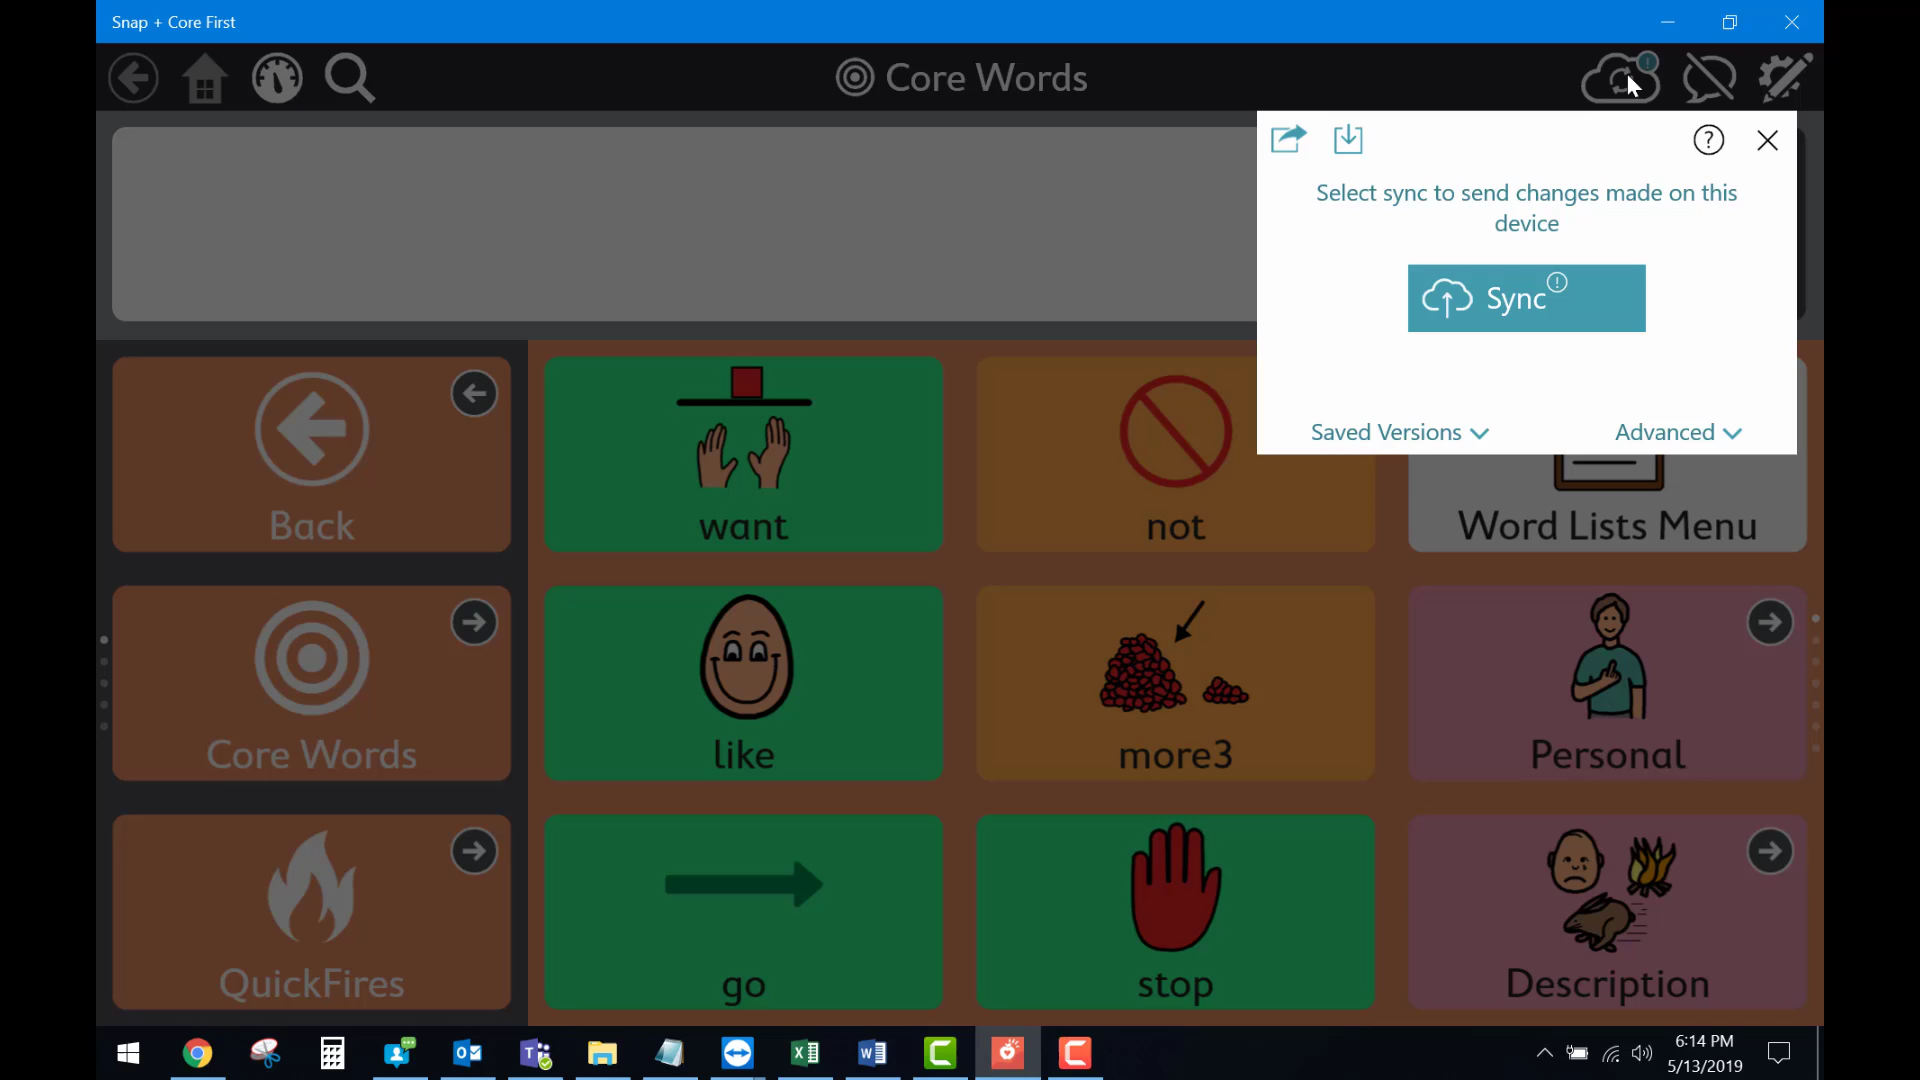 Snap + Core First
Core Words
Select sync to send changes made on this
device
Sync
Saved Versions
Advanced
Back
want
not
Word Lists Menu
Core Words
like
more3
Personal
QuickFires
go
stop
Description
6:14 PM
5/13/2019